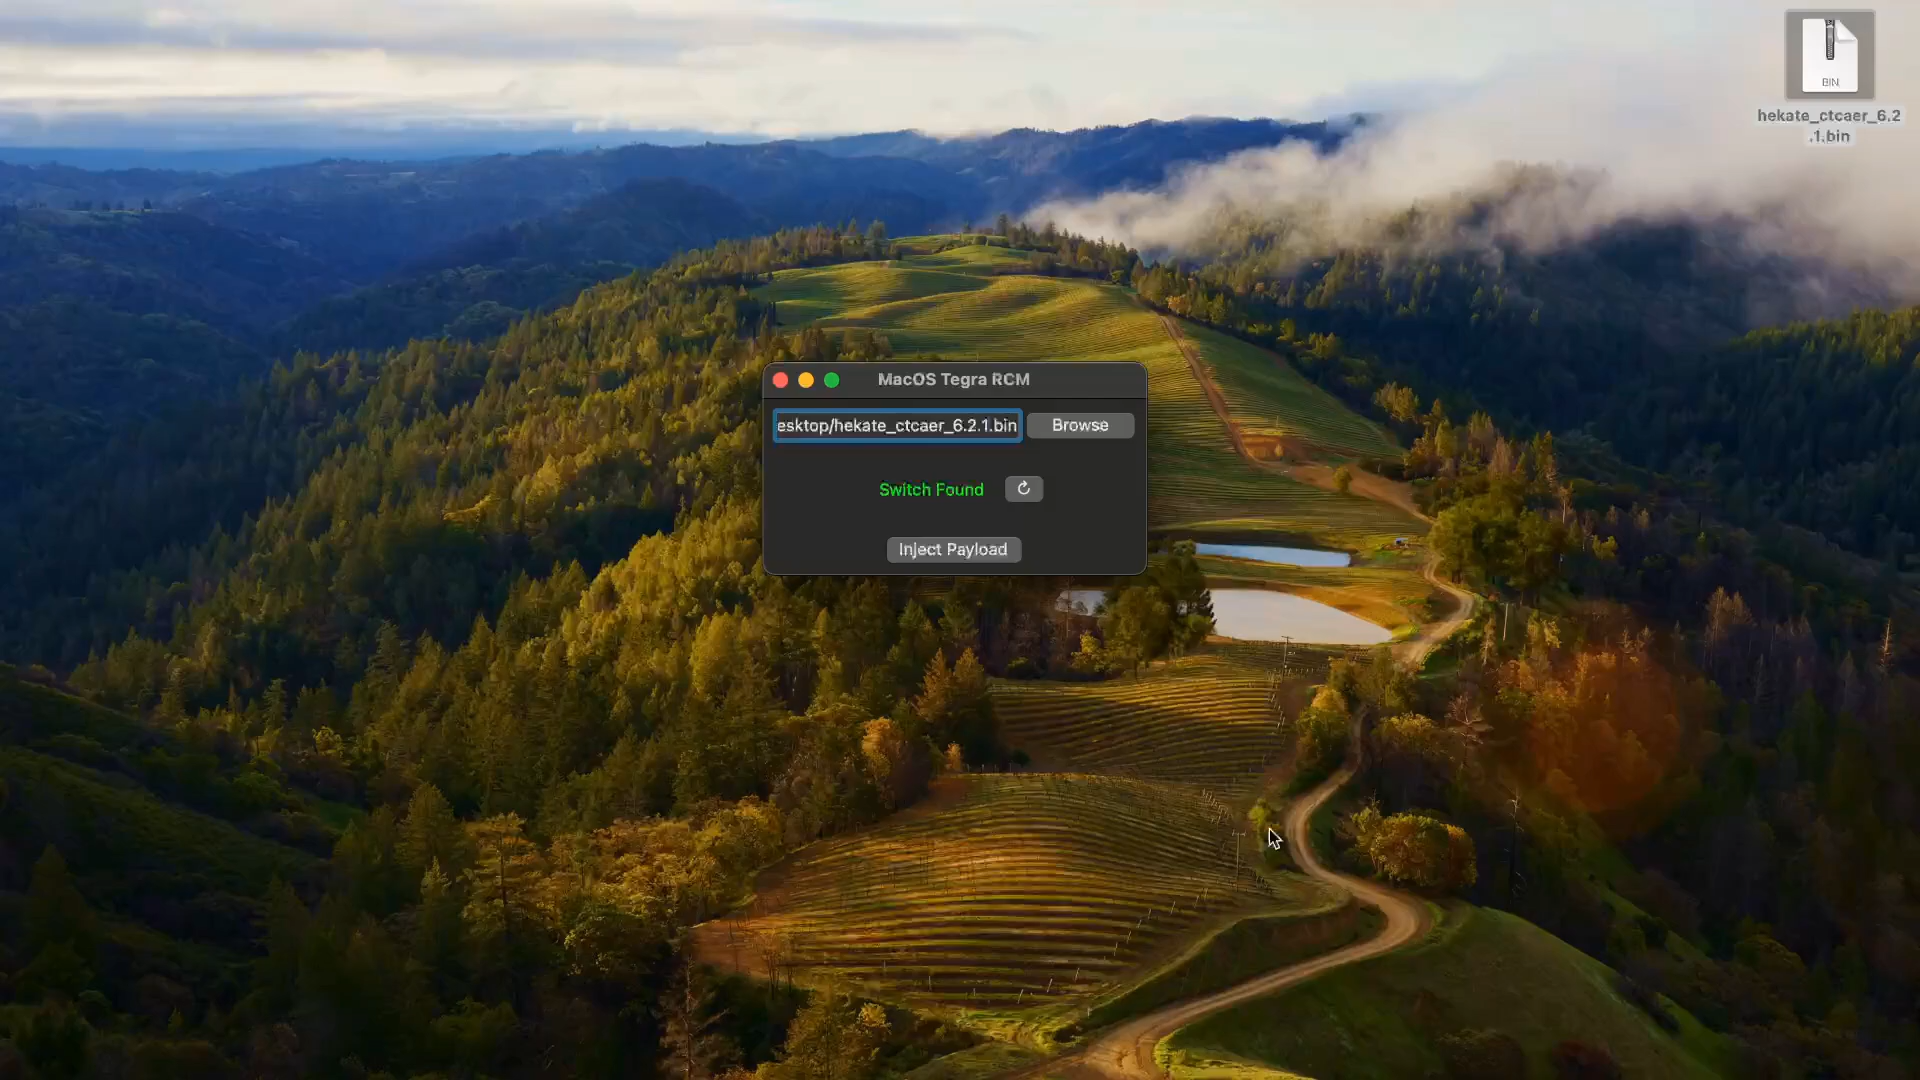 BIN
hekate_ctcaer_6.2
.1.bin
MacOS Tegra RCM
esktop/hekate_ctcaer_6.2.1.bin
Browse
Switch Found
Inject Payload